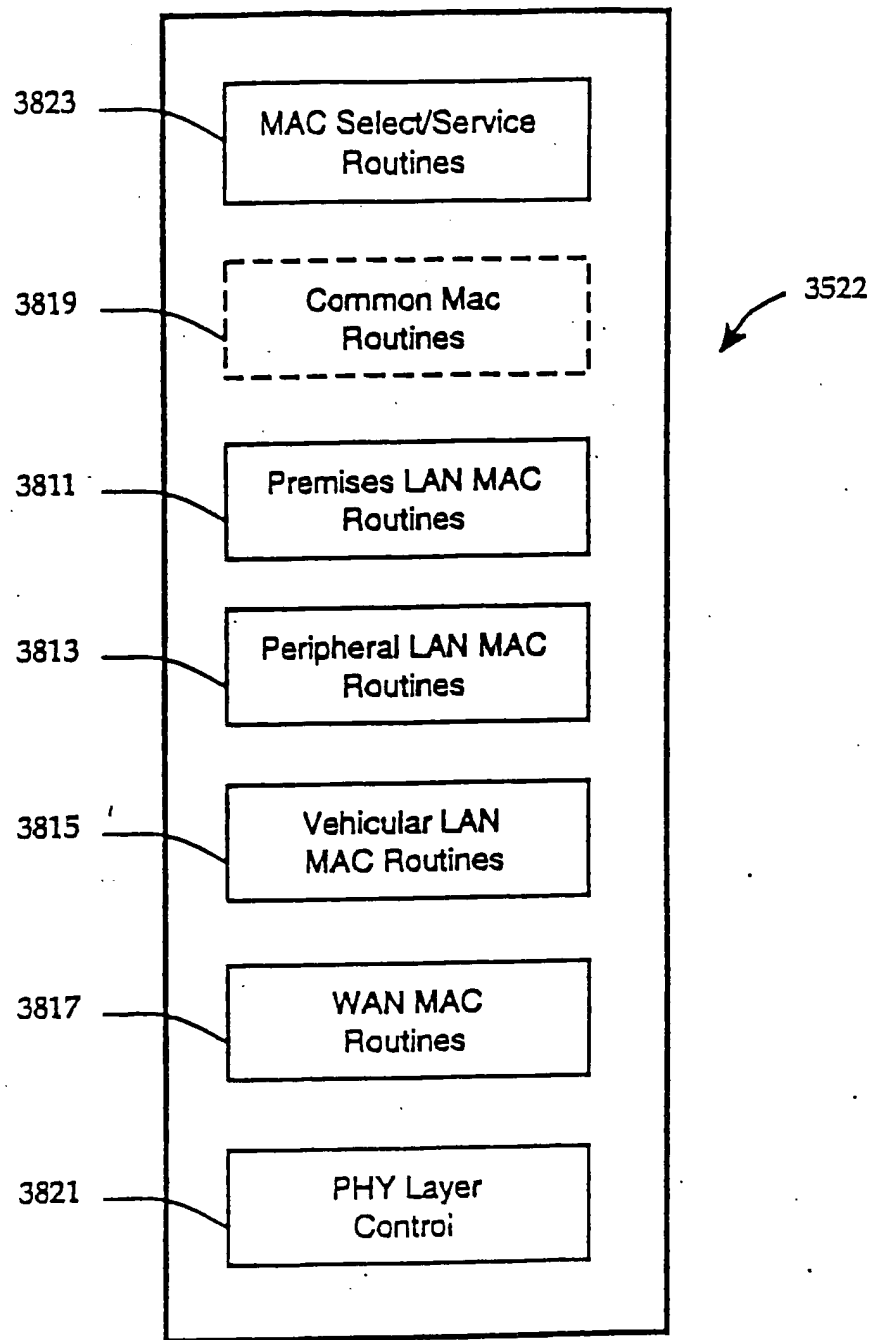 3823
MAC Select/Service
Routines
3819
Common Mac
Routines
3522
3811
Premises LAN MAC
Routines
3813
Peripheral LAN MAC
Routines
3815
Vehicular LAN
MAC Routines
3817
WAN MAC
Routines
3821
PHY Layer
Control